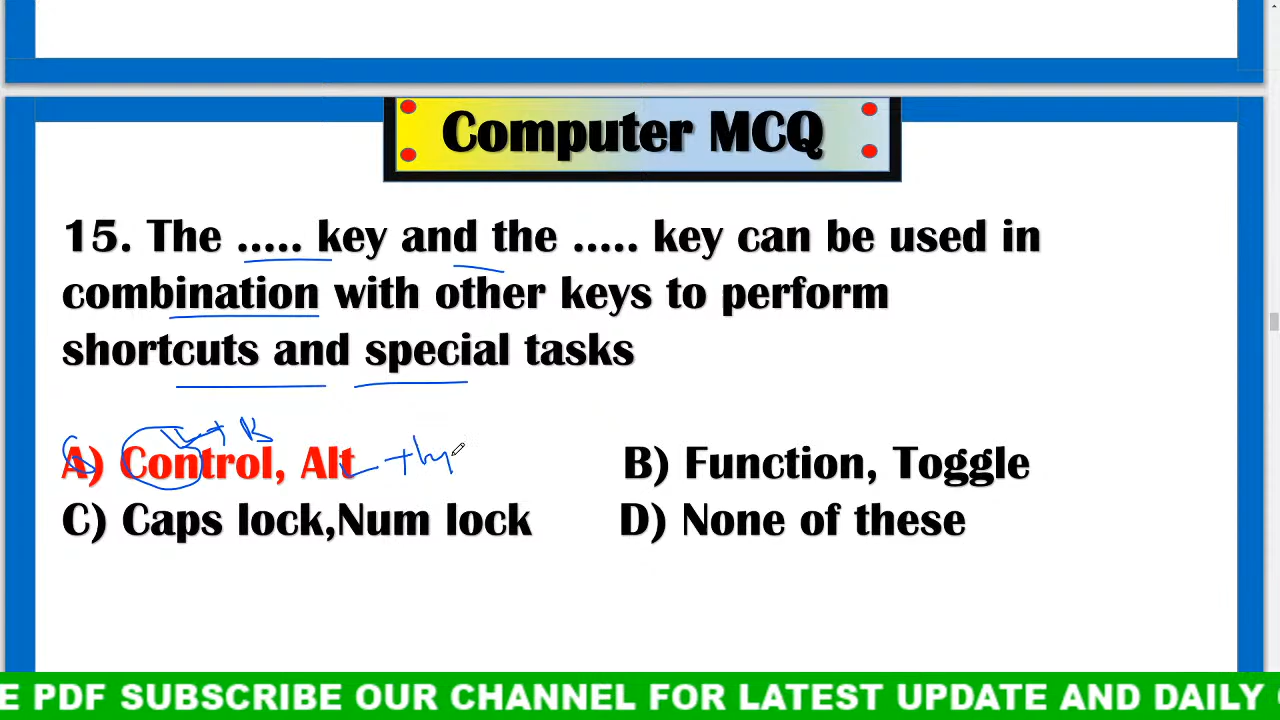 Computer MCQ
15. The ..... key and the ..... key can be used in
combination with other keys to perform
shortcuts and special tasks
+ B
A) Control, Alt
B) Function, Toggle
C) Caps lock,Num lock
D) None of these
E PDF SUBSCRIBE OUR CHANNEL FOR LATEST UPDATE AND DAILY